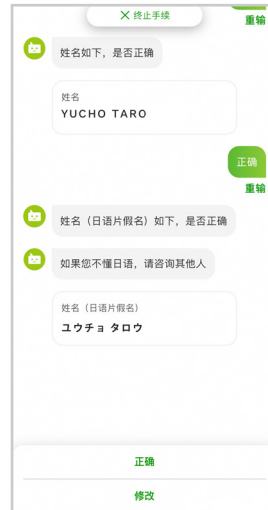 × 终止手续
重输
姓名如下，是否正确
姓名
YUCHO TARO
正确
重输
姓名（日语片假名）如下，是否正确
如果您不懂日语，请咨询其他人
姓名（日语片假名）
ユウチョ タロウ
正确
修改